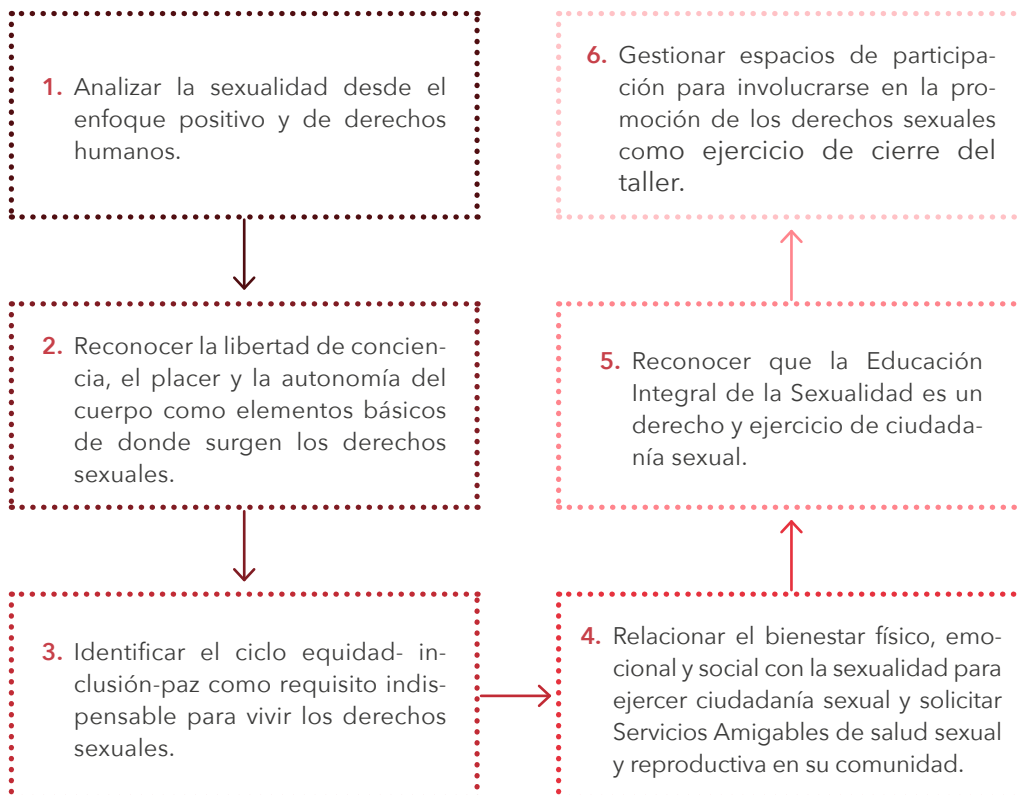 1. Analizar la sexualidad desde el
enfoque positivo y de derechos
humanos.
2. Reconocer la libertad de concien-
cia, el placer y la autonomía del
cuerpo como elementos básicos
de donde surgen los derechos
sexuales.
3. Identificar el ciclo equidad- in-
clusión-paz como requisito indis-
pensable para vivir los derechos
sexuales.
4. Relacionar el bienestar físico, emo-
cional y social con la sexualidad para
ejercer ciudadanía sexual y solicitar
Servicios Amigables de salud sexual
y reproductiva en su comunidad.
5. Reconocer que la Educación
Integral de la Sexualidad es un
derecho y ejercicio de ciudada-
nía sexual.
6. Gestionar espacios de participa-
ción para involucrarse en la pro-
moción de los derechos sexuales
como ejercicio de cierre del
taller.